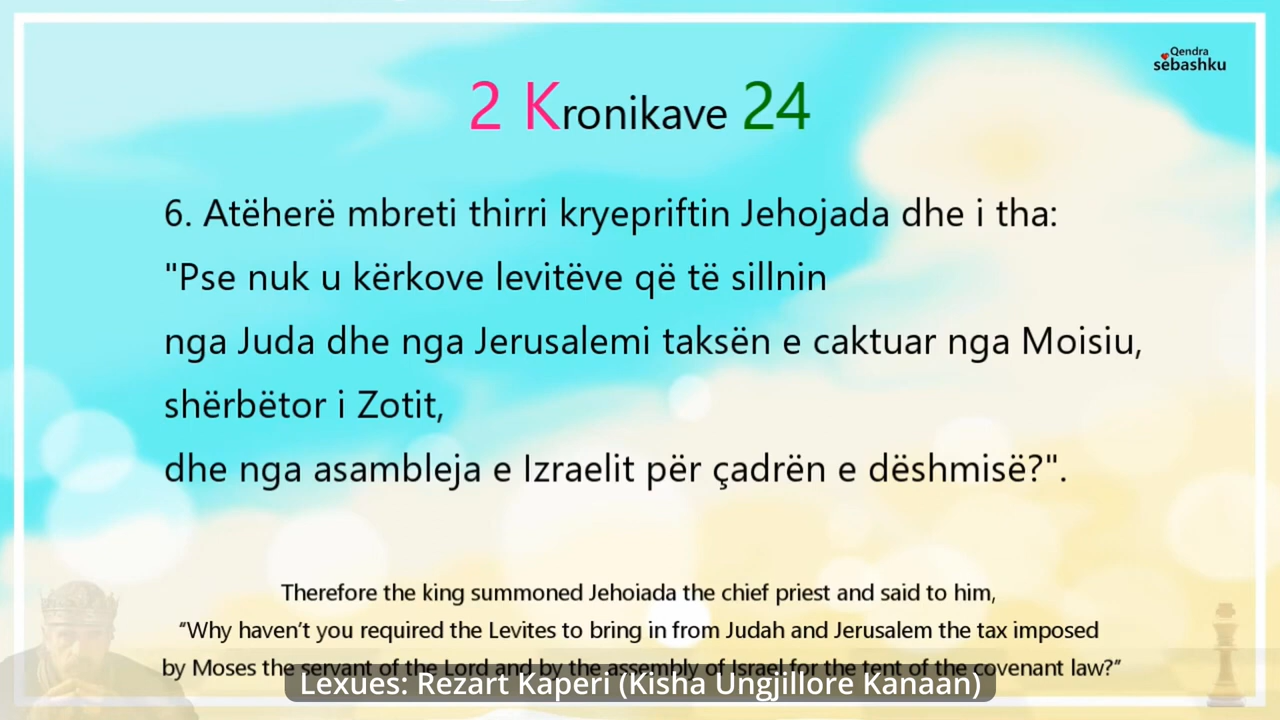 Qendra
sëbashku
2 Kronikave 24
6. Atëherë mbreti thirri kryepriftin Jehojada dhe i tha:
"Pse nuk u kërkove levitëve që të sillnin
nga Juda dhe nga Jerusalemi taksën e caktuar nga Moisiu,
shërbëtor i Zotit,
dhe nga asambleja e Izraelit për çadrën e dëshmisë?".
Therefore the king summoned Jehoiada the chief priest and said to him,
“Why haven’t you required the Levites to bring in from Judah and Jerusalem the tax imposed
by Moses the servant of the Lord and by the assembly of Israel for the tent of the covenant law?”
Lexues: Rezart Kaperi (Kisha Ungjillore Kanaan)